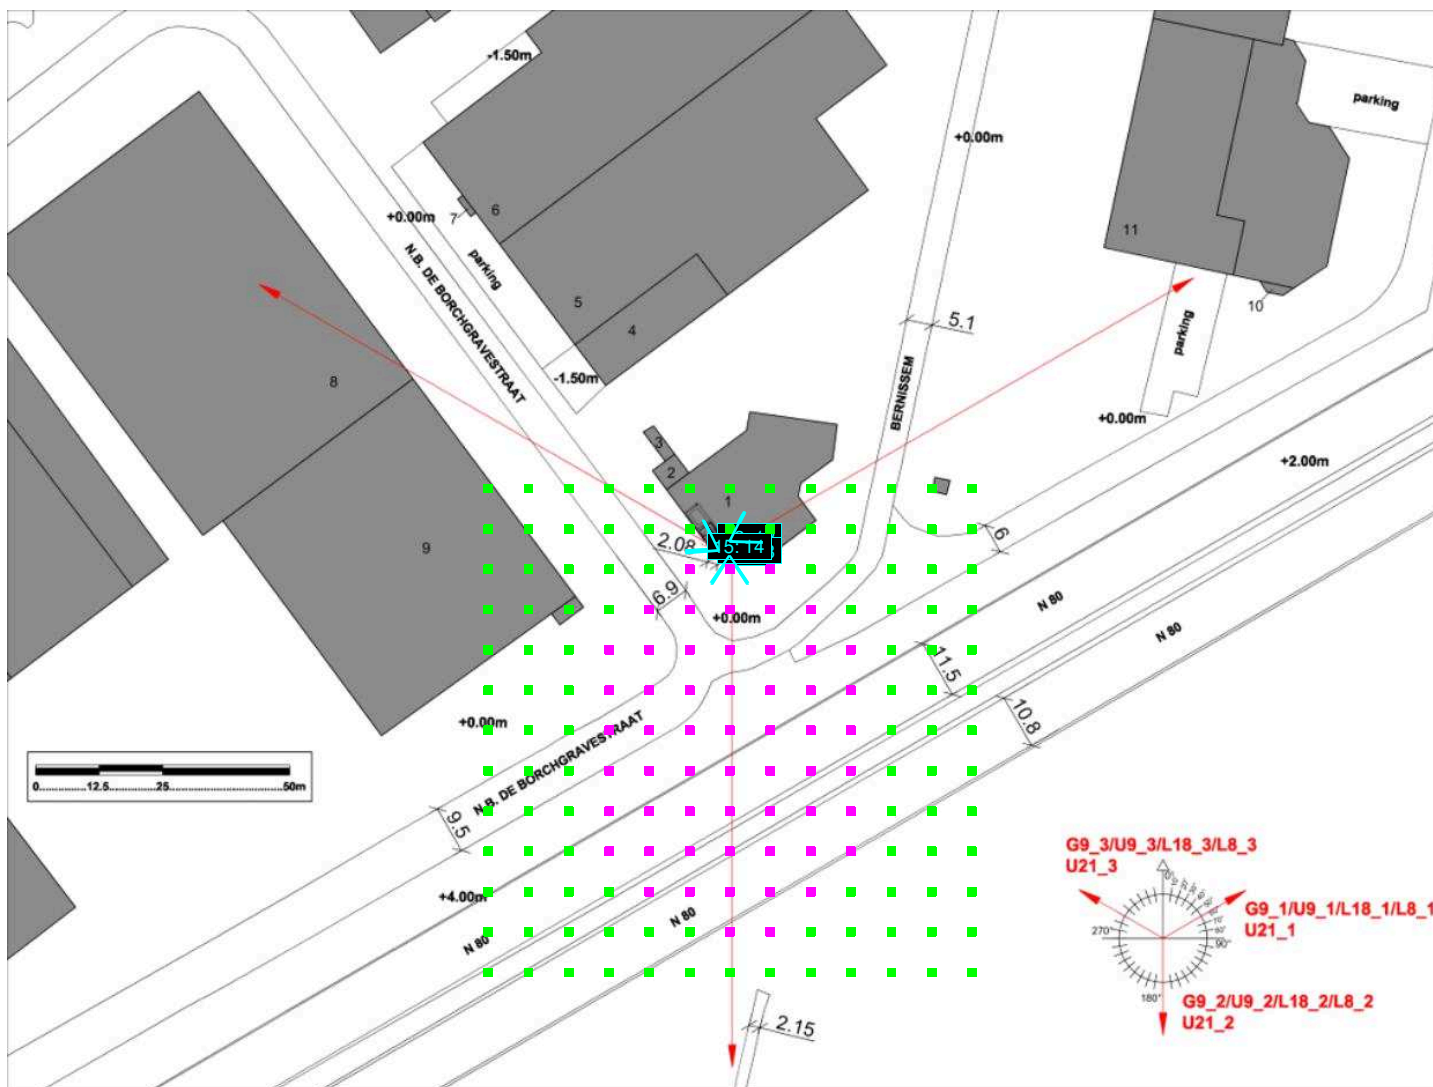 -1.50m
parking
+0.00m
+0.00m
7
6
N.B. DE BORCHGRAVESTRAAT
parking
11
5
10
4
5.1
parking
8
-1.50m
BERNISSEM
+0.00m
3
+2.00m
2
1
9
2.08
15. 14
6
6.9
+0.00m
N 80
N 80
11.5
+0.00m
10.8
N.B. DE BORCHGRAVESTRAAT
0
12.5
25
50m
9.5
G9_3/U9_3/L18_3/L8_3
U21_3
+4.00m
G9_1/U9_1/L18_1/L8_1
U21_1
N 80
N 80
270°
90°
180°
G9_2/U9_2/L18_2/L8_2
U21_2
2.15